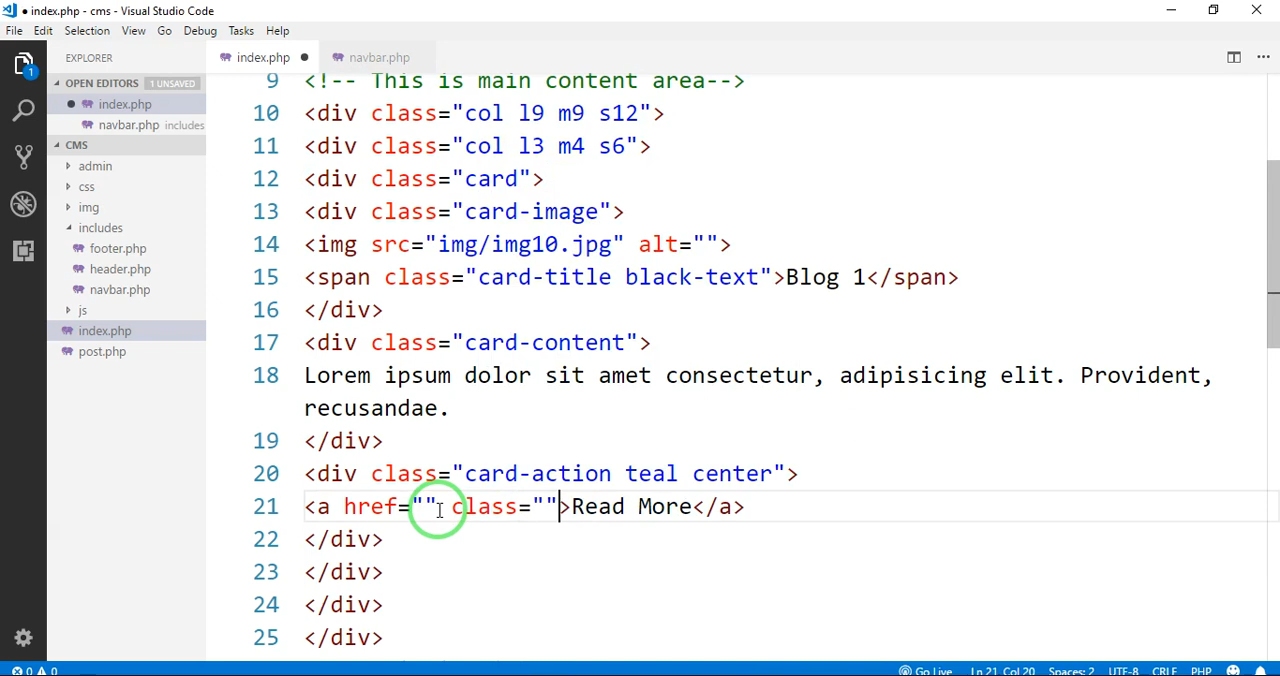 ● index.php - cms - Visual Studio Code
File Edit Selection View Go Debug Tasks Help
1
EXPLORER
OPEN EDITORS 1 UNSAVED
● index.php
navbar.php includes
CMS
admin
css
img
includes
footer.php
header.php
navbar.php
js
index.php
post.php
index.php ●
navbar.php
9 <!-- This is main content area-->
10 <div class="col l9 m9 s12">
11 <div class="col l3 m4 s6">
12 <div class="card">
13 <div class="card-image">
14 <img src="img/img10.jpg" alt="">
15 <span class="card-title black-text">Blog 1</span>
16 </div>
17 <div class="card-content">
18 Lorem ipsum dolor sit amet consectetur, adipisicing elit. Provident,
recusandae.
19 </div>
20 <div class="card-action teal center">
21 <a href="" class="">Read More</a>
22 </div>
23 </div>
24 </div>
25 </div>
0 0 Go Live Ln 21, Col 20 Spaces: 2 UTF-8 CRLF PHP